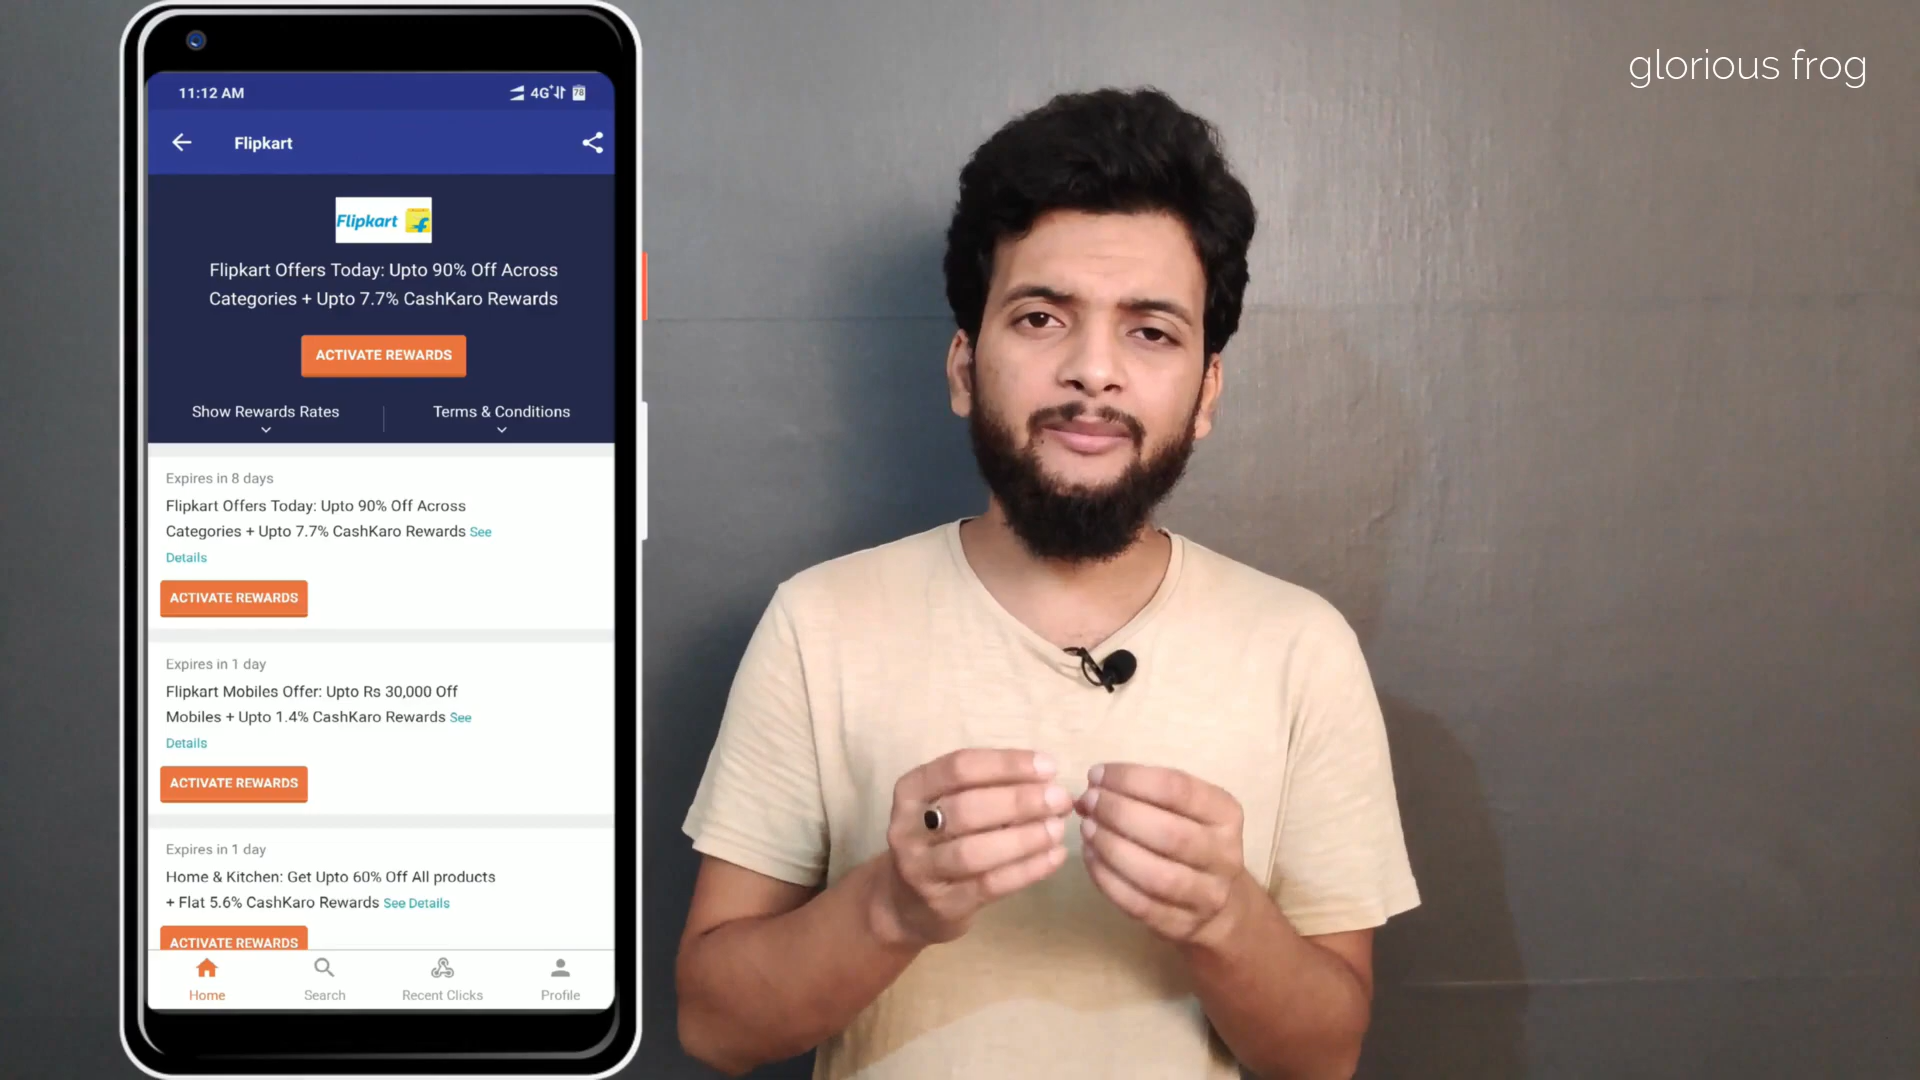 glorious frog
11:12 AM
4G+
78
Flipkart
Flipkart
Flipkart Offers Today: Upto 90% Off Across
Categories + Upto 7.7% CashKaro Rewards
ACTIVATE REWARDS
Show Rewards Rates
Terms & Conditions
Expires in 8 days
Flipkart Offers Today: Upto 90% Off Across
Categories + Upto 7.7% CashKaro Rewards See
Details
ACTIVATE REWARDS
Expires in 1 day
Flipkart Mobiles Offer: Upto Rs 30,000 Off
Mobiles + Upto 1.4% CashKaro Rewards See
Details
ACTIVATE REWARDS
Expires in 1 day
Home & Kitchen: Get Upto 60% Off All products
+ Flat 5.6% CashKaro Rewards See Details
ACTIVATE REWARDS
Home
Search
Recent Clicks
Profile